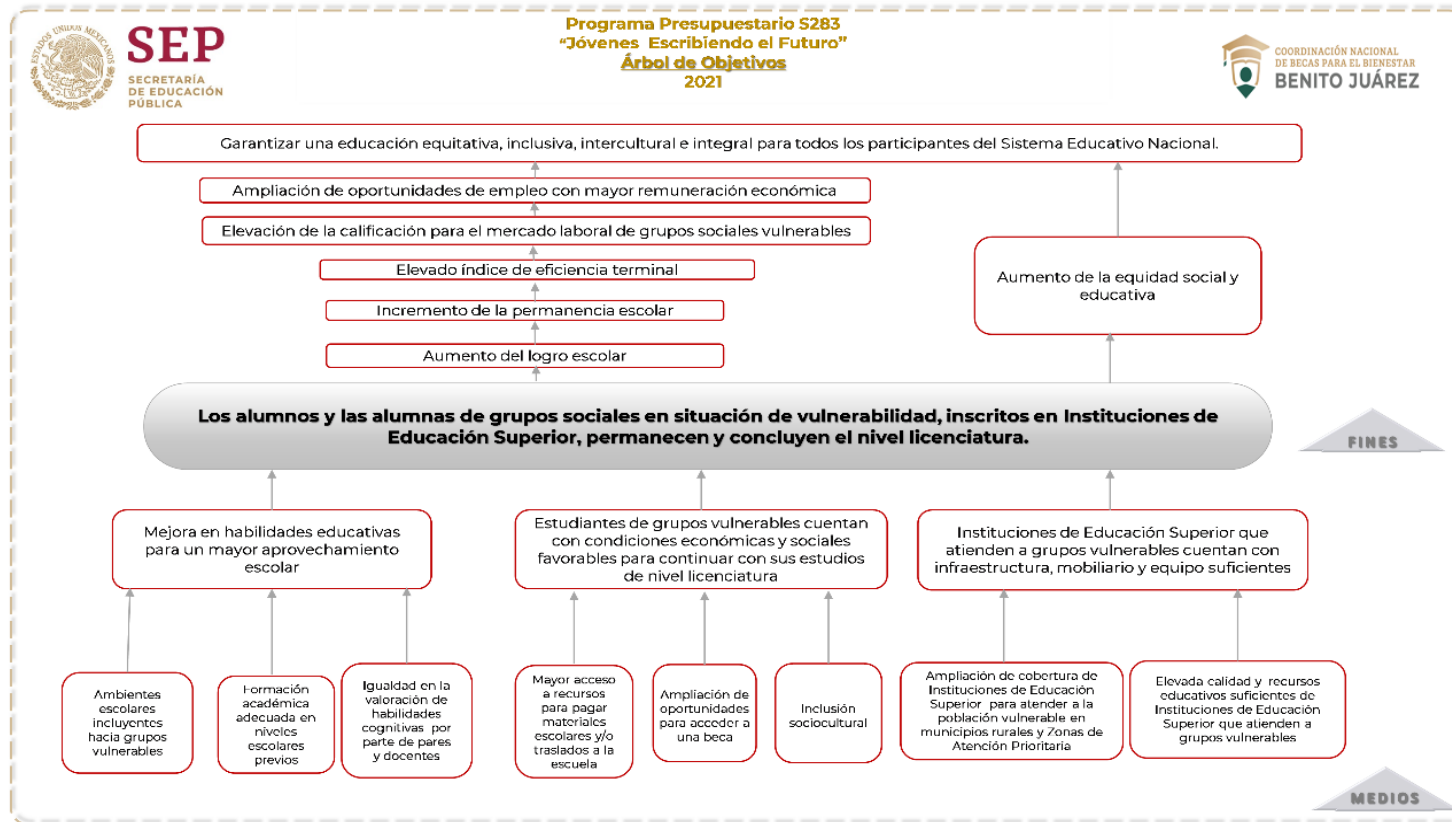 ESTADOS UNIDOS MEXICANOS
SEP
SECRETARÍA
DE EDUCACIÓN
PÚBLICA
Programa Presupuestario S283
“Jóvenes Escribiendo el Futuro”
Árbol de Objetivos
2021
COORDINACIÓN NACIONAL
DE BECAS PARA EL BIENESTAR
BENITO JUÁREZ
Garantizar una educación equitativa, inclusiva, intercultural e integral para todos los participantes del Sistema Educativo Nacional.
Ampliación de oportunidades de empleo con mayor remuneración económica
Elevación de la calificación para el mercado laboral de grupos sociales vulnerables
Elevado índice de eficiencia terminal
Incremento de la permanencia escolar
Aumento del logro escolar
Aumento de la equidad social y
educativa
Los alumnos y las alumnas de grupos sociales en situación de vulnerabilidad, inscritos en Instituciones de
Educación Superior, permanecen y concluyen el nivel licenciatura.
FINES
Mejora en habilidades educativas
para un mayor aprovechamiento
escolar
Estudiantes de grupos vulnerables cuentan
con condiciones económicas y sociales
favorables para continuar con sus estudios
de nivel licenciatura
Instituciones de Educación Superior que
atienden a grupos vulnerables cuentan con
infraestructura, mobiliario y equipo suficientes
Ambientes
escolares
incluyentes
hacia grupos
vulnerables
Formación
académica
adecuada en
niveles
escolares
previos
Igualdad en la
valoración de
habilidades
cognitivas por
parte de pares
y docentes
Mayor acceso
a recursos
para pagar
materiales
escolares y/o
traslados a la
escuela
Ampliación de
oportunidades
para acceder a
una beca
Inclusión
sociocultural
Ampliación de cobertura de
Instituciones de Educación
Superior para atender a la
población vulnerable en
municipios rurales y Zonas de
Atención Prioritaria
Elevada calidad y recursos
educativos suficientes de
Instituciones de Educación
Superior que atienden a
grupos vulnerables
MEDIOS